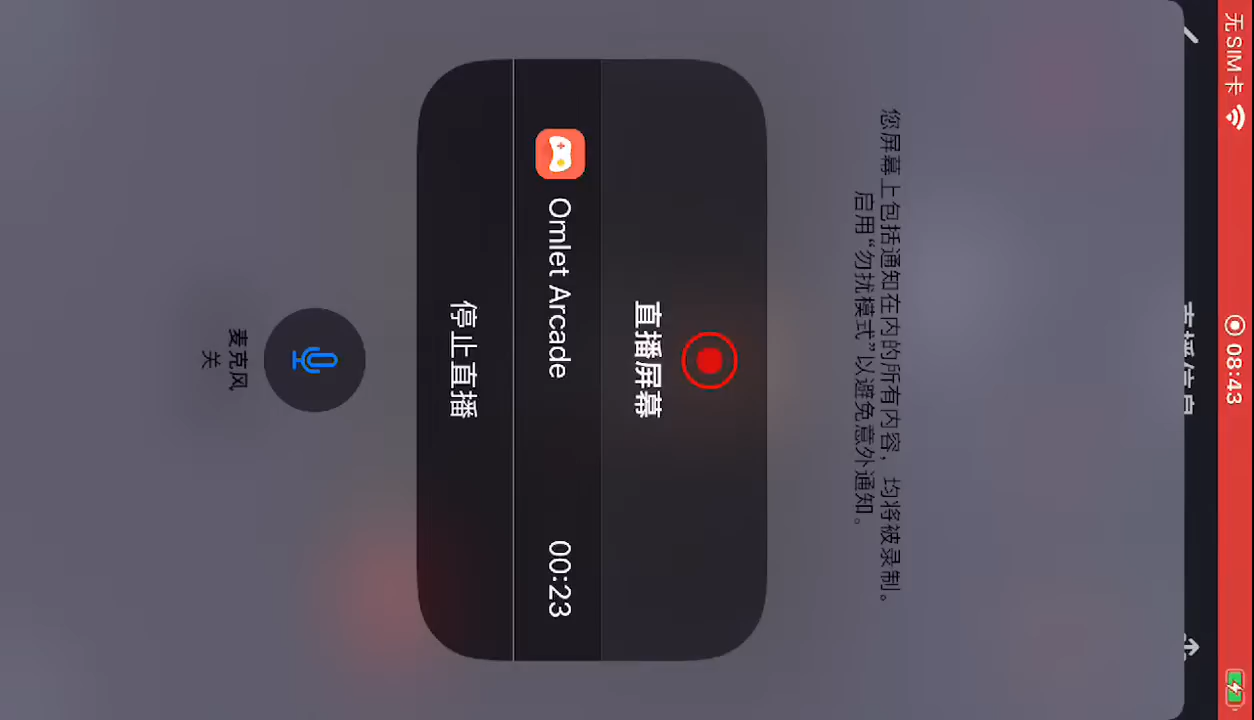 无SIM卡
08:43
您屏幕上包括通知在内的所有内容，均将被录制。
启用“勿扰模式”以避免意外通知。
直播屏幕
Omlet Arcade
00:23
停止直播
麦克风
关